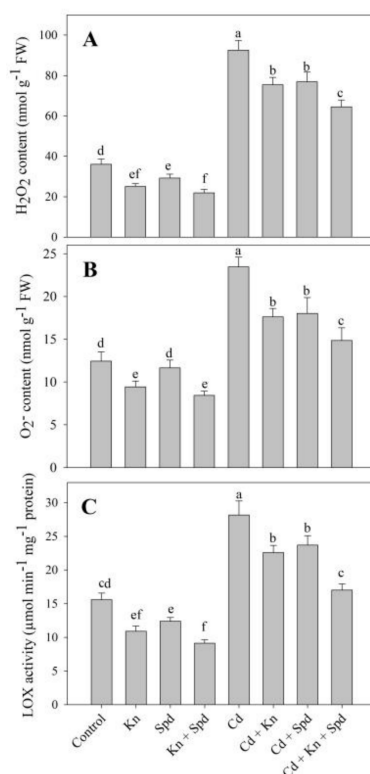 A
H2O2 content (nmol g-1 FW)
100
80
60
40
20
0
d
ef
e
f
a
b
b
c
B
O2- content (nmol g-1 FW)
25
20
15
10
5
0
d
e
d
e
a
b
b
c
C
LOX activity (μmol min-1 mg-1 protein)
30
25
20
15
10
5
0
cd
ef
e
f
a
b
b
c
Control
Kn
Spd
Kn + Spd
Cd
Cd + Kn
Cd + Spd
Cd + Kn + Spd